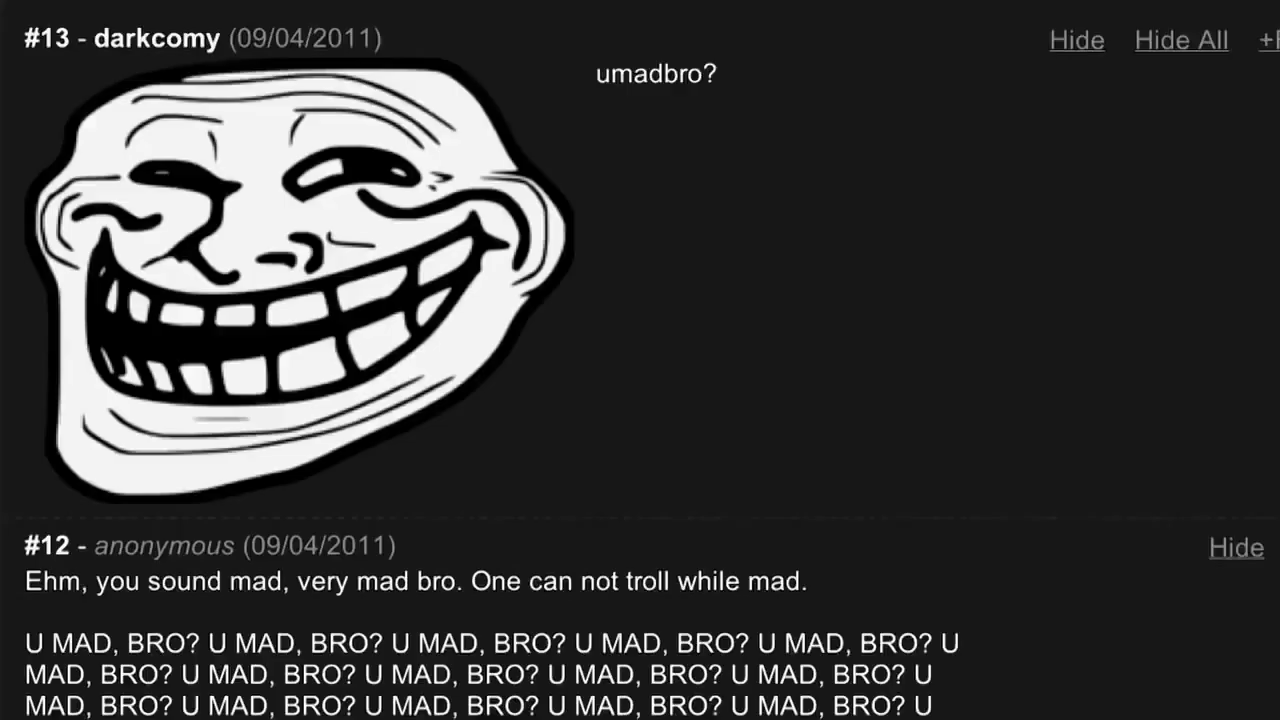 #13 - darkcomy (09/04/2011) Hide Hide All
umadbro?
#12 - anonymous (09/04/2011) Hide
Ehm, you sound mad, very mad bro. One can not troll while mad.
U MAD, BRO? U MAD, BRO? U MAD, BRO? U MAD, BRO? U MAD, BRO? U
MAD, BRO? U MAD, BRO? U MAD, BRO? U MAD, BRO? U MAD, BRO? U
MAD, BRO? U MAD, BRO? U MAD, BRO? U MAD, BRO? U MAD, BRO? U